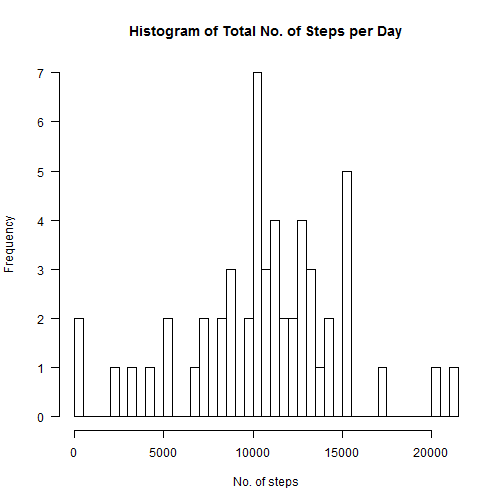 Histogram of Total No. of Steps per Day
Frequency
7
6
5
4
3
2
1
0
0 5000 10000 15000 20000
No. of steps